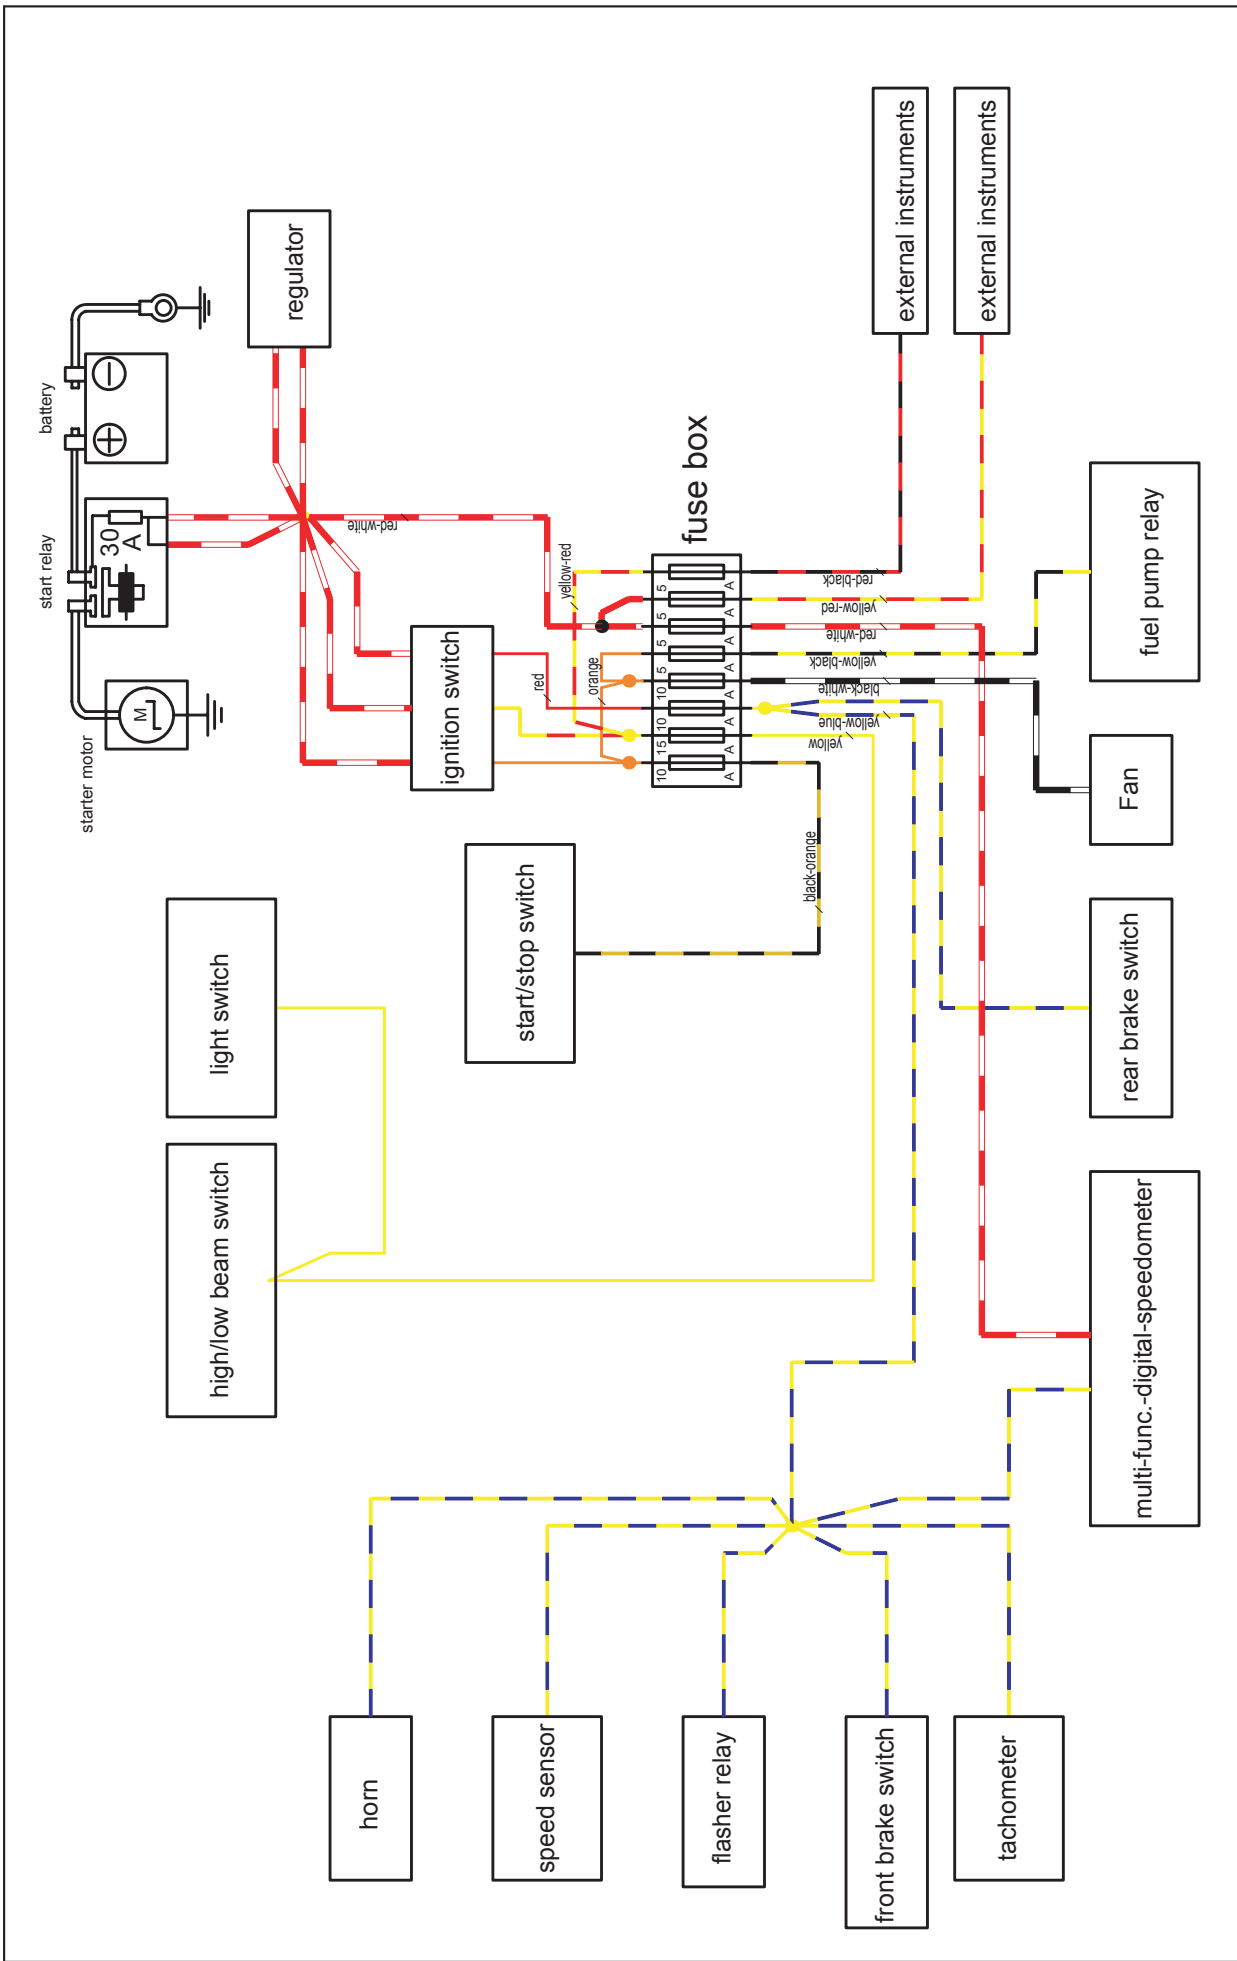 starter motor
start relay
battery
M
30
A
regulator
light switch
high/low beam switch
ignition switch
start/stop switch
red-white
yellow-red
red
orange
fuse box
10
15
10
10
5
5
5
5
A
A
A
A
A
A
A
A
black-orange
yellow
yellow-blue
black-white
yellow-black
red-white
yellow-red
red-black
external instruments
external instruments
fuel pump relay
Fan
rear brake switch
multi-func.-digital-speedometer
horn
speed sensor
flasher relay
front brake switch
tachometer